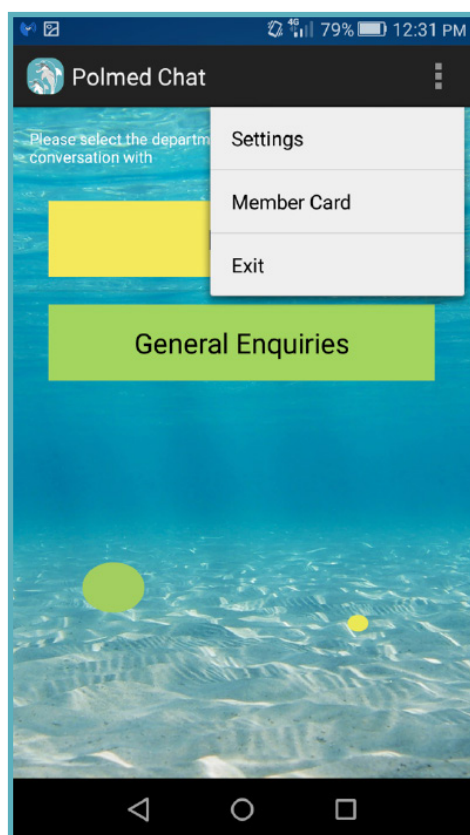 4G 79% 12:31 PM
Polmed Chat
Please select the departm
conversation with
Settings
Member Card
Exit
General Enquiries